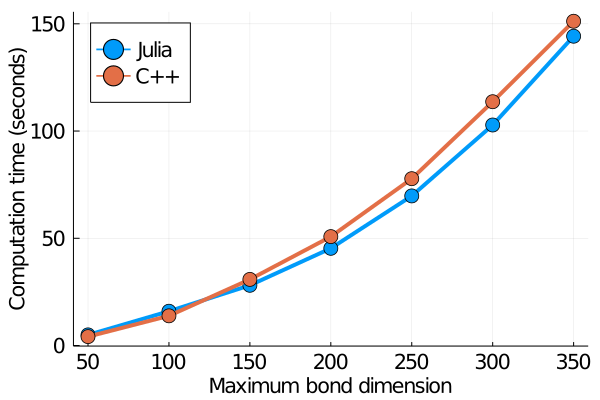 150
100
50
0
Computation time (seconds)
Julia
C++
50 100 150 200 250 300 350
Maximum bond dimension